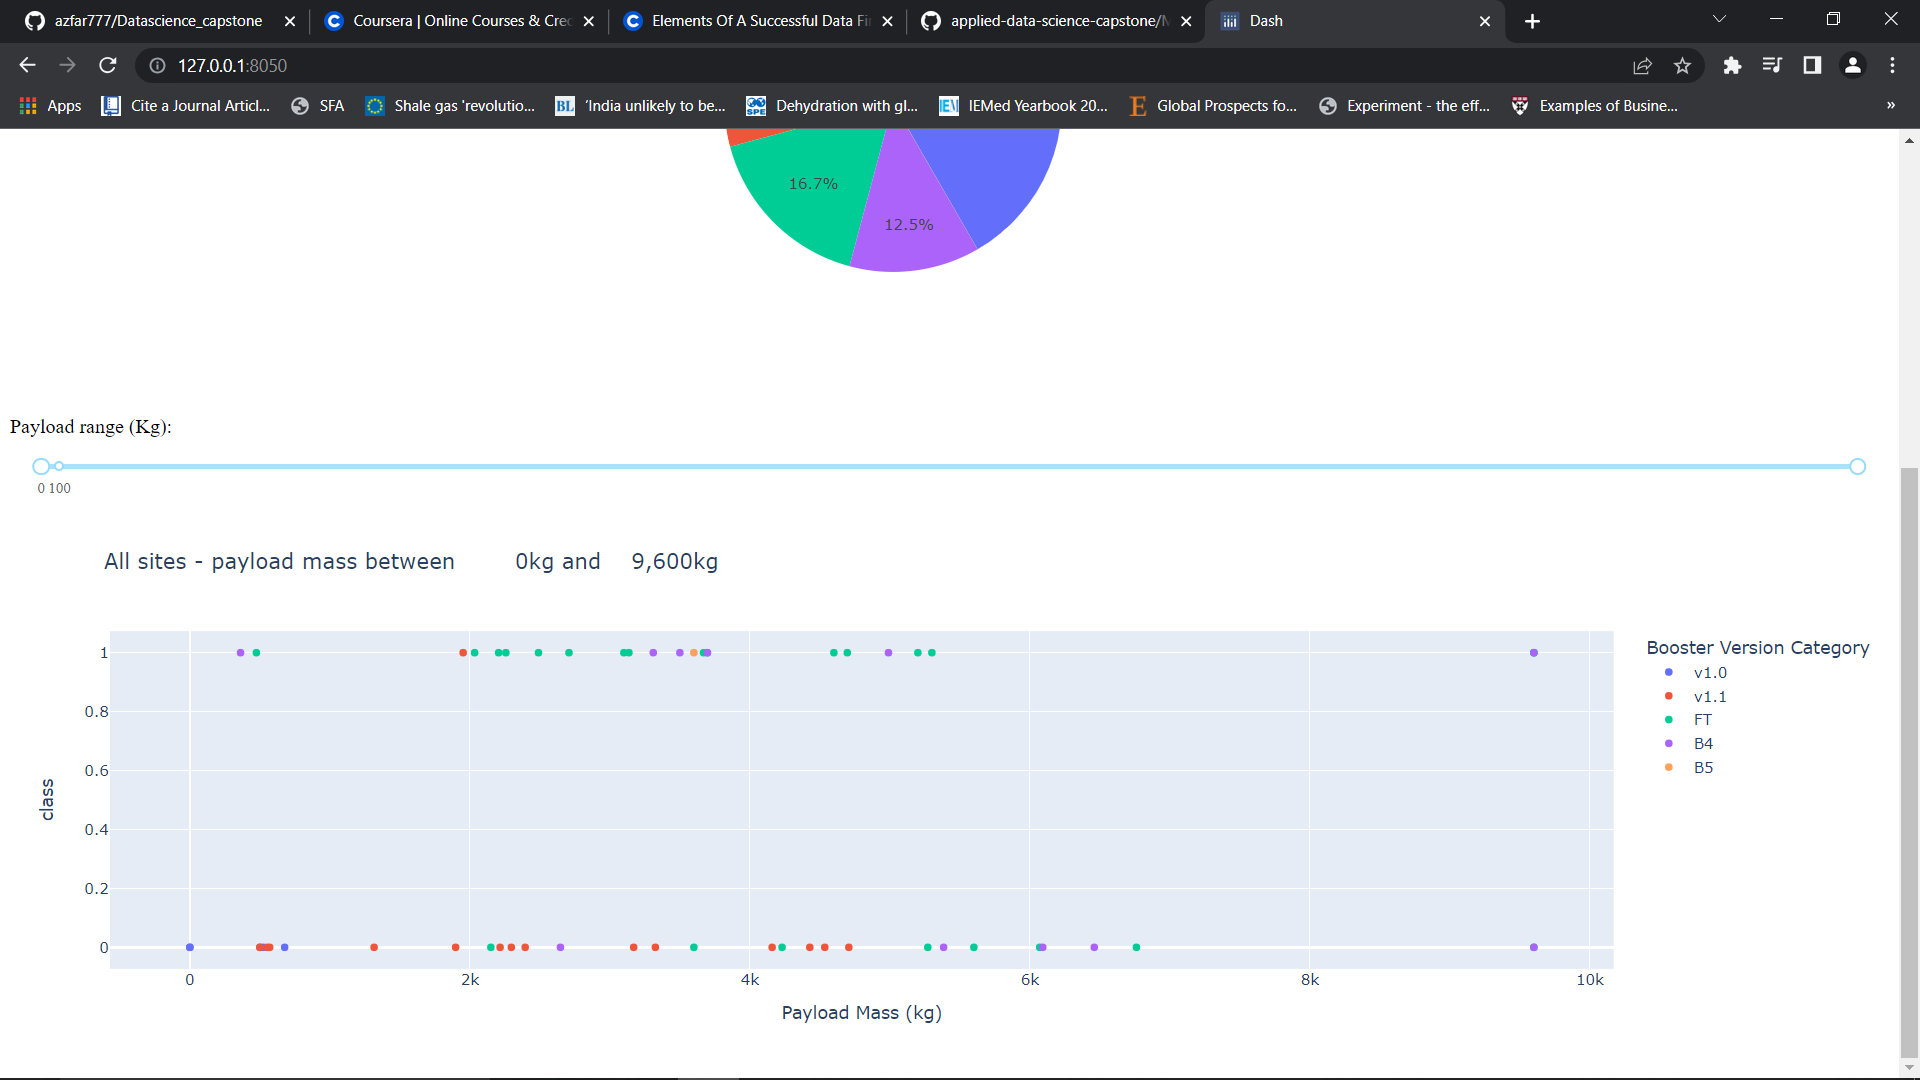 azfar777/Datascience_capstone
Coursera | Online Courses & Cred
Elements Of A Successful Data Fi
applied-data-science-capstone/
Dash
127.0.0.1:8050
Apps
Cite a Journal Articl...
SFA
Shale gas 'revolutio...
BL
'India unlikely to be...
SPE
Dehydration with gl...
IEMed Yearbook 20...
E
Global Prospects fo...
Experiment - the eff...
Examples of Busine...
»
16.7%
12.5%
Payload range (Kg):
0 100
All sites - payload mass between 0kg and 9,600kg
Booster Version Category
v1.0
v1.1
FT
B4
B5
1
0.8
0.6
0.4
0.2
0
class
0 2k 4k 6k 8k 10k
Payload Mass (kg)